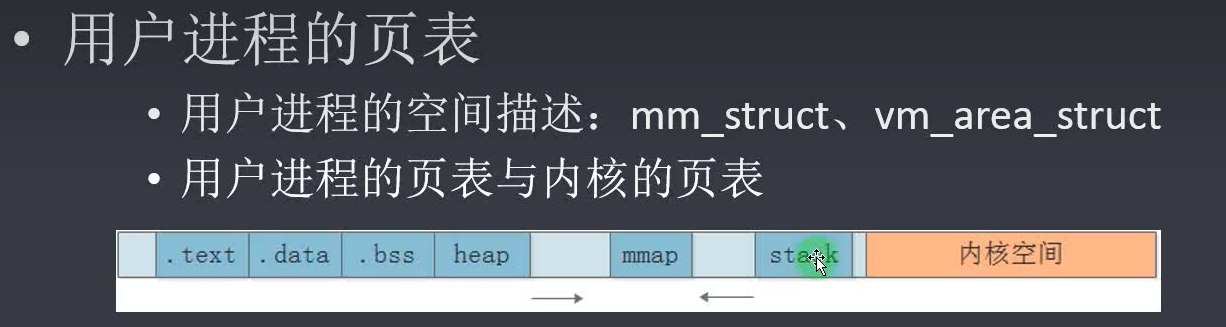 • 用户进程的页表
• 用户进程的空间描述：mm_struct、vm_area_struct
• 用户进程的页表与内核的页表
.text .data .bss heap mmap stack 内核空间